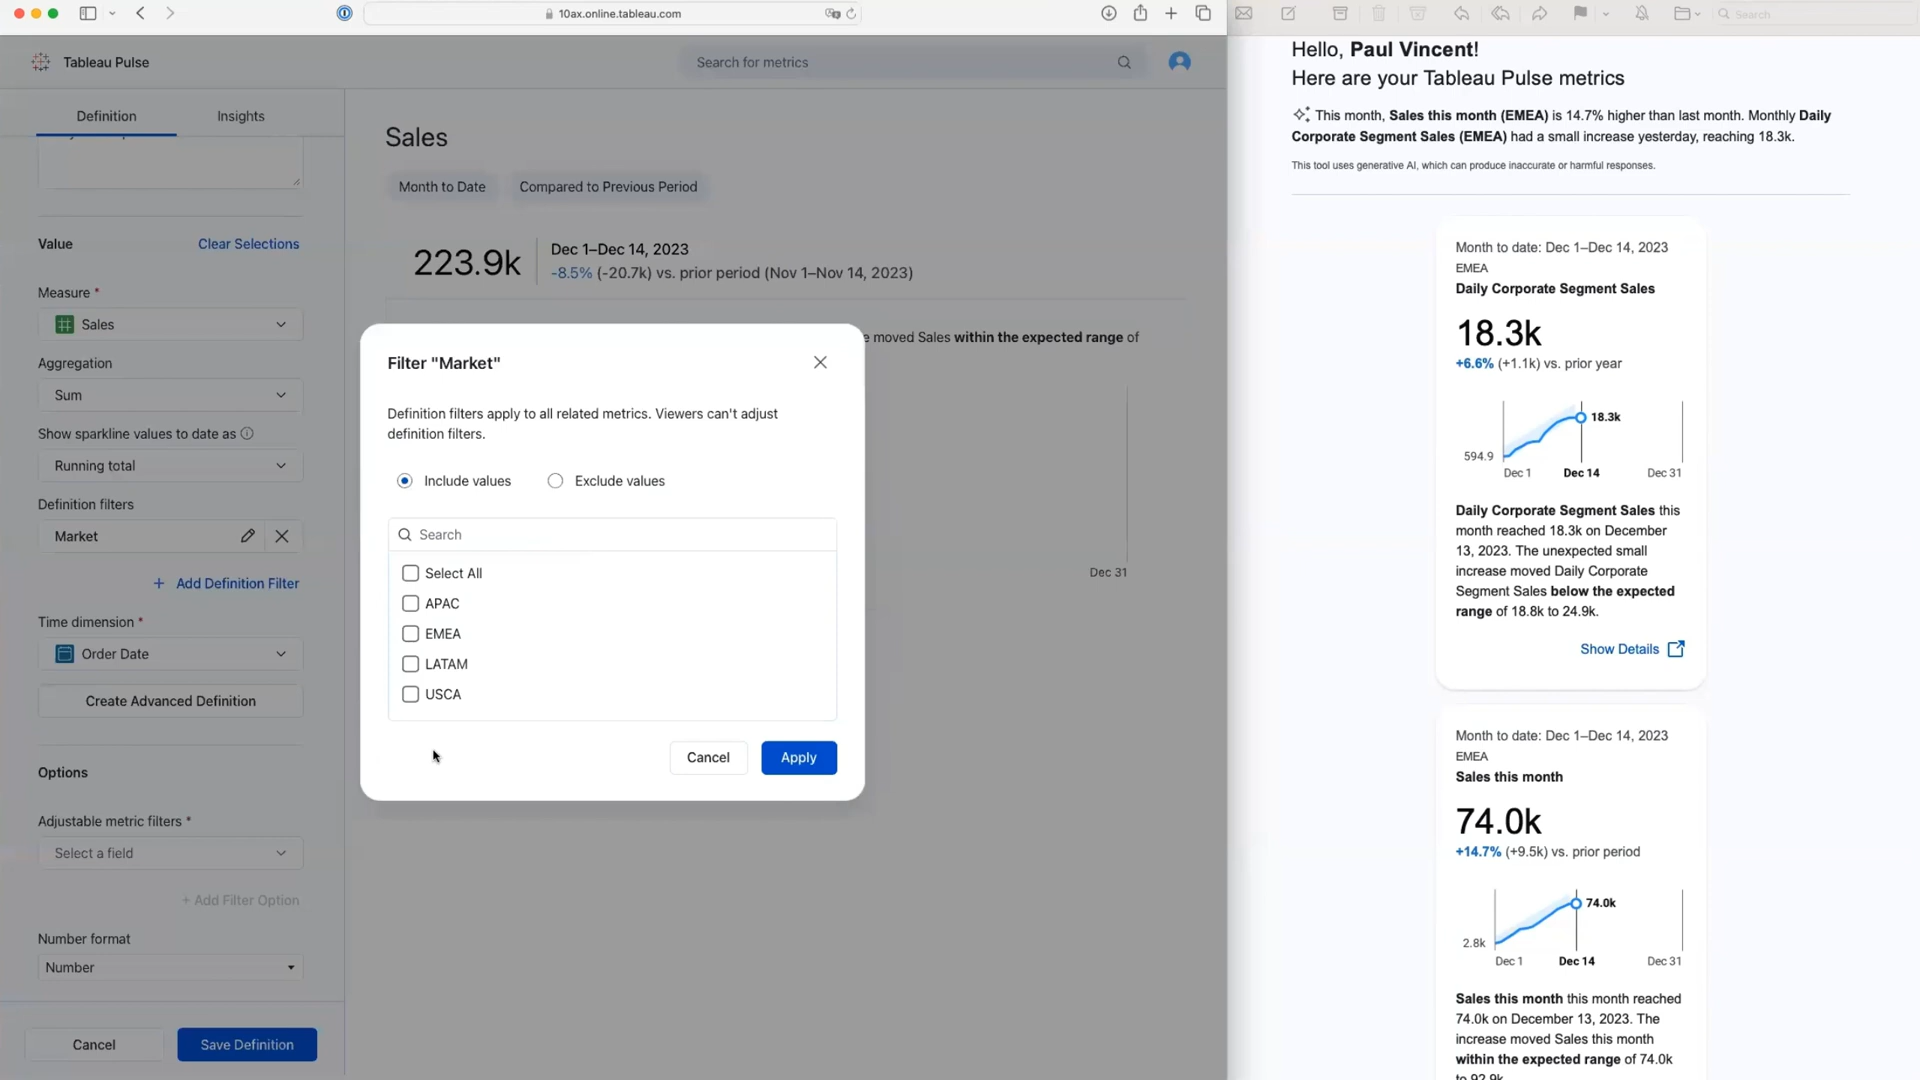 10ax.online.tableau.com
Search
Tableau Pulse
Search for metrics
Definition
Insights
Value
Clear Selections
Measure *
Sales
Aggregation
Sum
Show sparkline values to date as
Running total
Definition filters
Market
+ Add Definition Filter
Time dimension *
Order Date
Create Advanced Definition
Options
Adjustable metric filters *
Select a field
+ Add Filter Option
Number format
Number
Cancel
Save Definition
Sales
Month to Date
Compared to Previous Period
223.9k
Dec 1–Dec 14, 2023
-8.5% (-20.7k) vs. prior period (Nov 1–Nov 14, 2023)
moved Sales within the expected range of
Dec 31
Filter "Market"
Definition filters apply to all related metrics. Viewers can't adjust
definition filters.
Include values
Exclude values
Search
Select All
APAC
EMEA
LATAM
USCA
Cancel
Apply
Hello, Paul Vincent!
Here are your Tableau Pulse metrics
This month, Sales this month (EMEA) is 14.7% higher than last month. Monthly Daily
Corporate Segment Sales (EMEA) had a small increase yesterday, reaching 18.3k.
This tool uses generative AI, which can produce inaccurate or harmful responses.
Month to date: Dec 1–Dec 14, 2023
EMEA
Daily Corporate Segment Sales
18.3k
+6.6% (+1.1k) vs. prior year
18.3k
594.9
Dec 1
Dec 14
Dec 31
Daily Corporate Segment Sales this
month reached 18.3k on December
13, 2023. The unexpected small
increase moved Daily Corporate
Segment Sales below the expected
range of 18.8k to 24.9k.
Show Details
Month to date: Dec 1–Dec 14, 2023
EMEA
Sales this month
74.0k
+14.7% (+9.5k) vs. prior period
74.0k
2.8k
Dec 1
Dec 14
Dec 31
Sales this month this month reached
74.0k on December 13, 2023. The
increase moved Sales this month
within the expected range of 74.0k
to 92.9k.